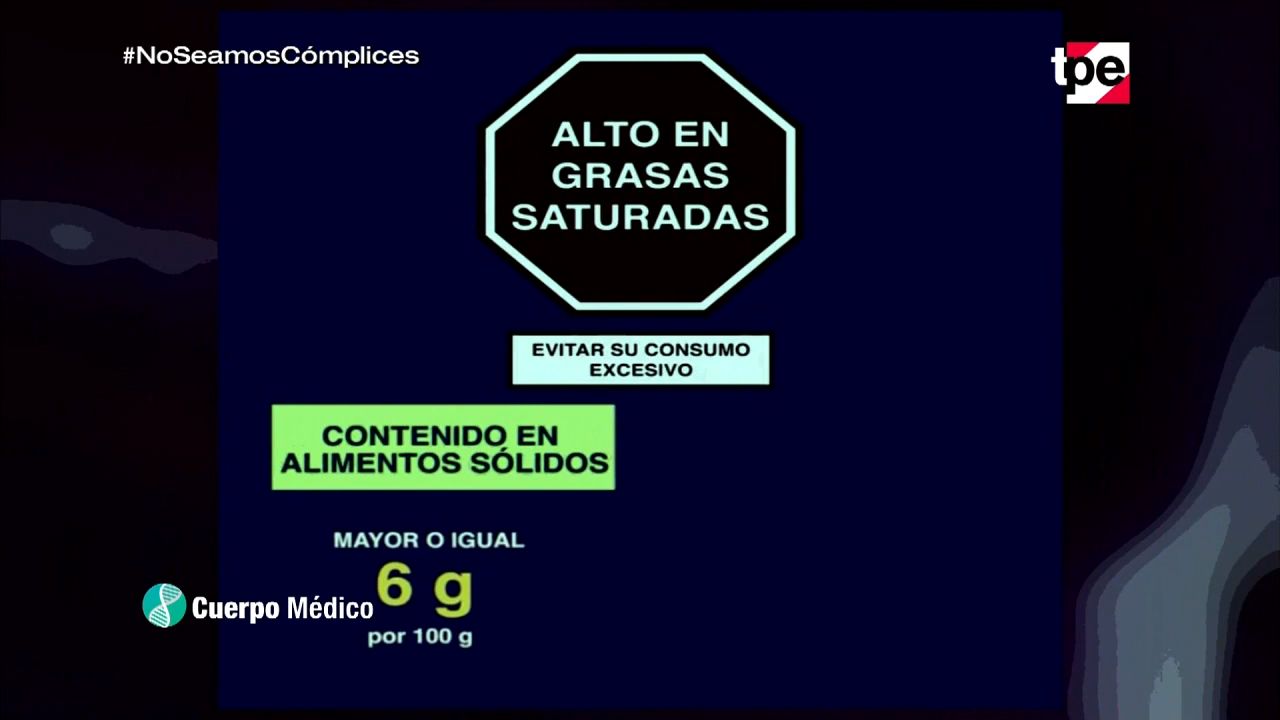 #NoSeamosCómplices
tpe
ALTO EN
GRASAS
SATURADAS
EVITAR SU CONSUMO
EXCESIVO
CONTENIDO EN
ALIMENTOS SÓLIDOS
MAYOR O IGUAL
6 g
por 100 g
Cuerpo Médico